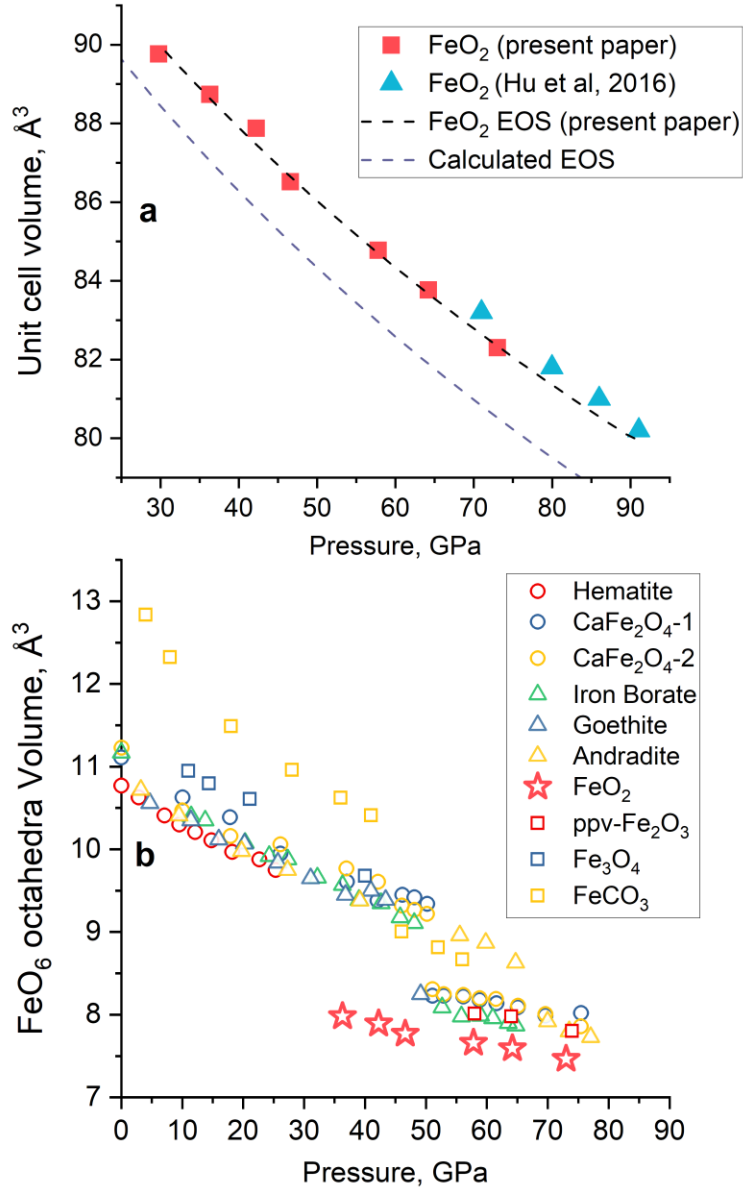 90
88
86
84
82
80
Unit cell volume, Å³
a
FeO₂ (present paper)
FeO₂ (Hu et al, 2016)
FeO₂ EOS (present paper)
Calculated EOS
30 40 50 60 70 80 90
Pressure, GPa
13
12
11
10
9
8
7
FeO₆ octahedra Volume, Å³
b
Hematite
CaFe₂O₄-1
CaFe₂O₄-2
Iron Borate
Goethite
Andradite
FeO₂
ppv-Fe₂O₃
Fe₃O₄
FeCO₃
0 10 20 30 40 50 60 70 80 90
Pressure, GPa